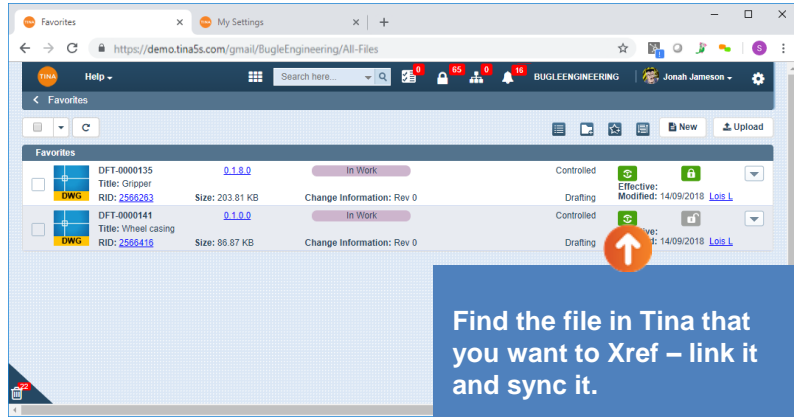 TINA Favorites
TINA My Settings
https://demo.tina5s.com/gmail/BugleEngineering/All-Files
S
TINA
Help
Search here...
0
65
0
16
BUGLEENGINEERING
Jonah Jameson
Favorites
New
Upload
Favorites
DFT-0000135
0.1.8.0
In Work
Controlled
Title: Gripper
Effective:
DWG
RID: 2566263
Size: 203.81 KB
Change Information: Rev 0
Drafting
Modified: 14/09/2018 Lois L
DFT-0000141
0.1.0.0
In Work
Controlled
Title: Wheel casing
ve:
DWG
RID: 2566416
Size: 86.87 KB
Change Information: Rev 0
Drafting
d: 14/09/2018 Lois L
Find the file in Tina that
you want to Xref – link it
and sync it.
22